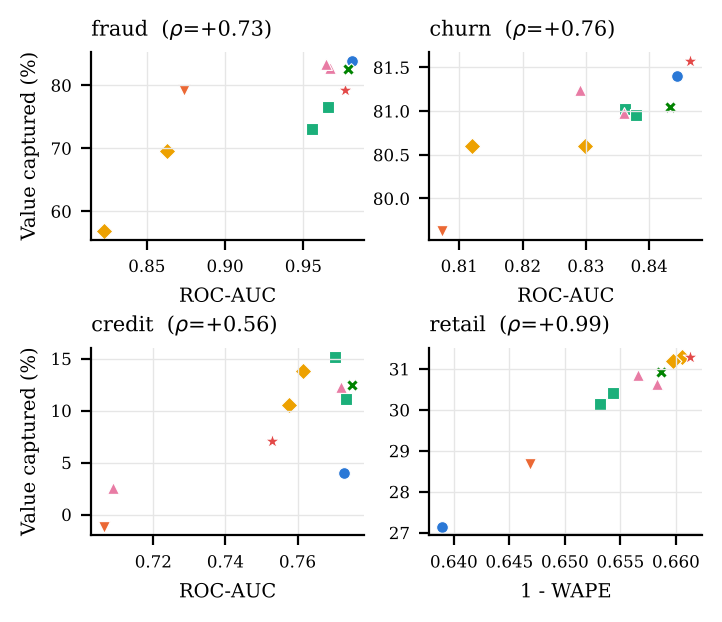 fraud (ρ=+0.73)
Value captured (%)
80
70
60
0.85 0.90 0.95
ROC-AUC
churn (ρ=+0.76)
81.5
81.0
80.5
80.0
0.81 0.82 0.83 0.84
ROC-AUC
credit (ρ=+0.56)
Value captured (%)
15
10
5
0
0.72 0.74 0.76
ROC-AUC
retail (ρ=+0.99)
31
30
29
28
27
0.640 0.645 0.650 0.655 0.660
1 - WAPE